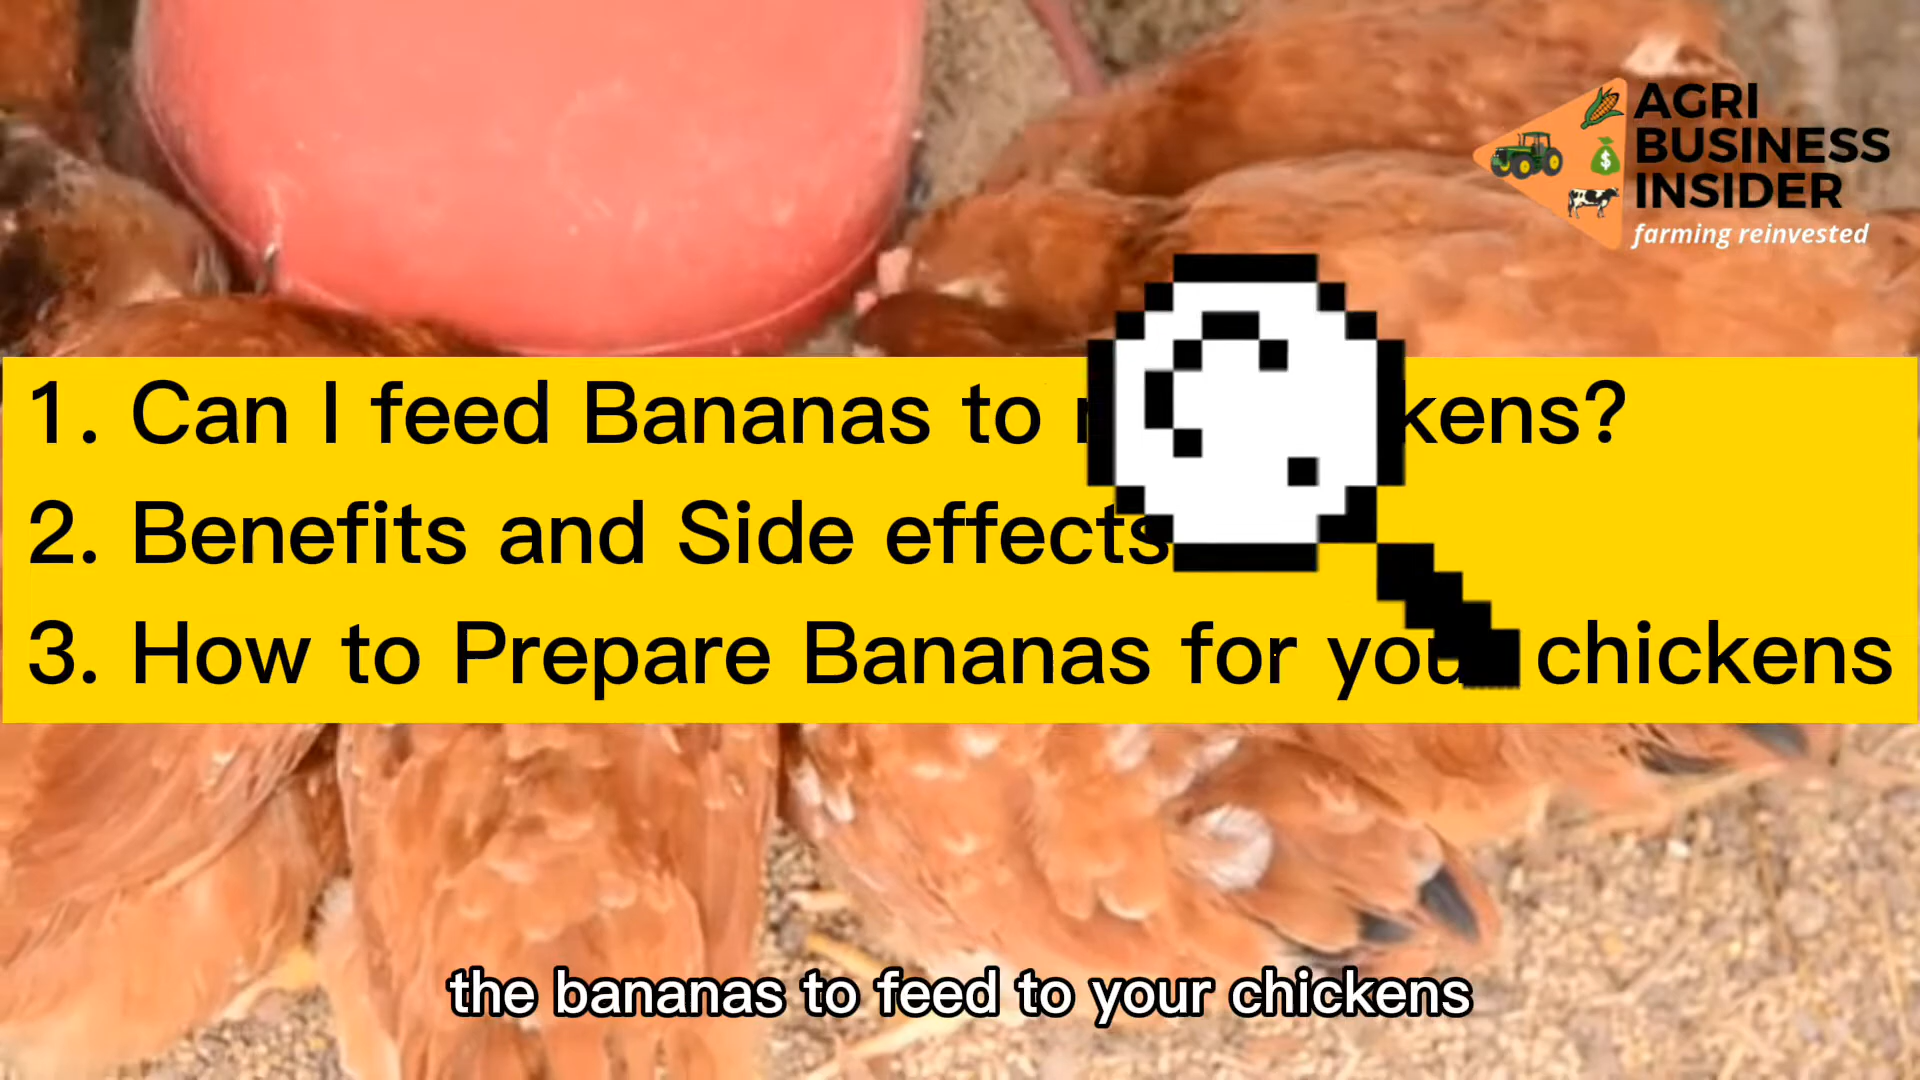 AGRI
BUSINESS
INSIDER
farming reinvested
1. Can I feed Bananas to kens?
2. Benefits and Side effects
3. How to Prepare Bananas for your chickens
the bananas to feed to your chickens